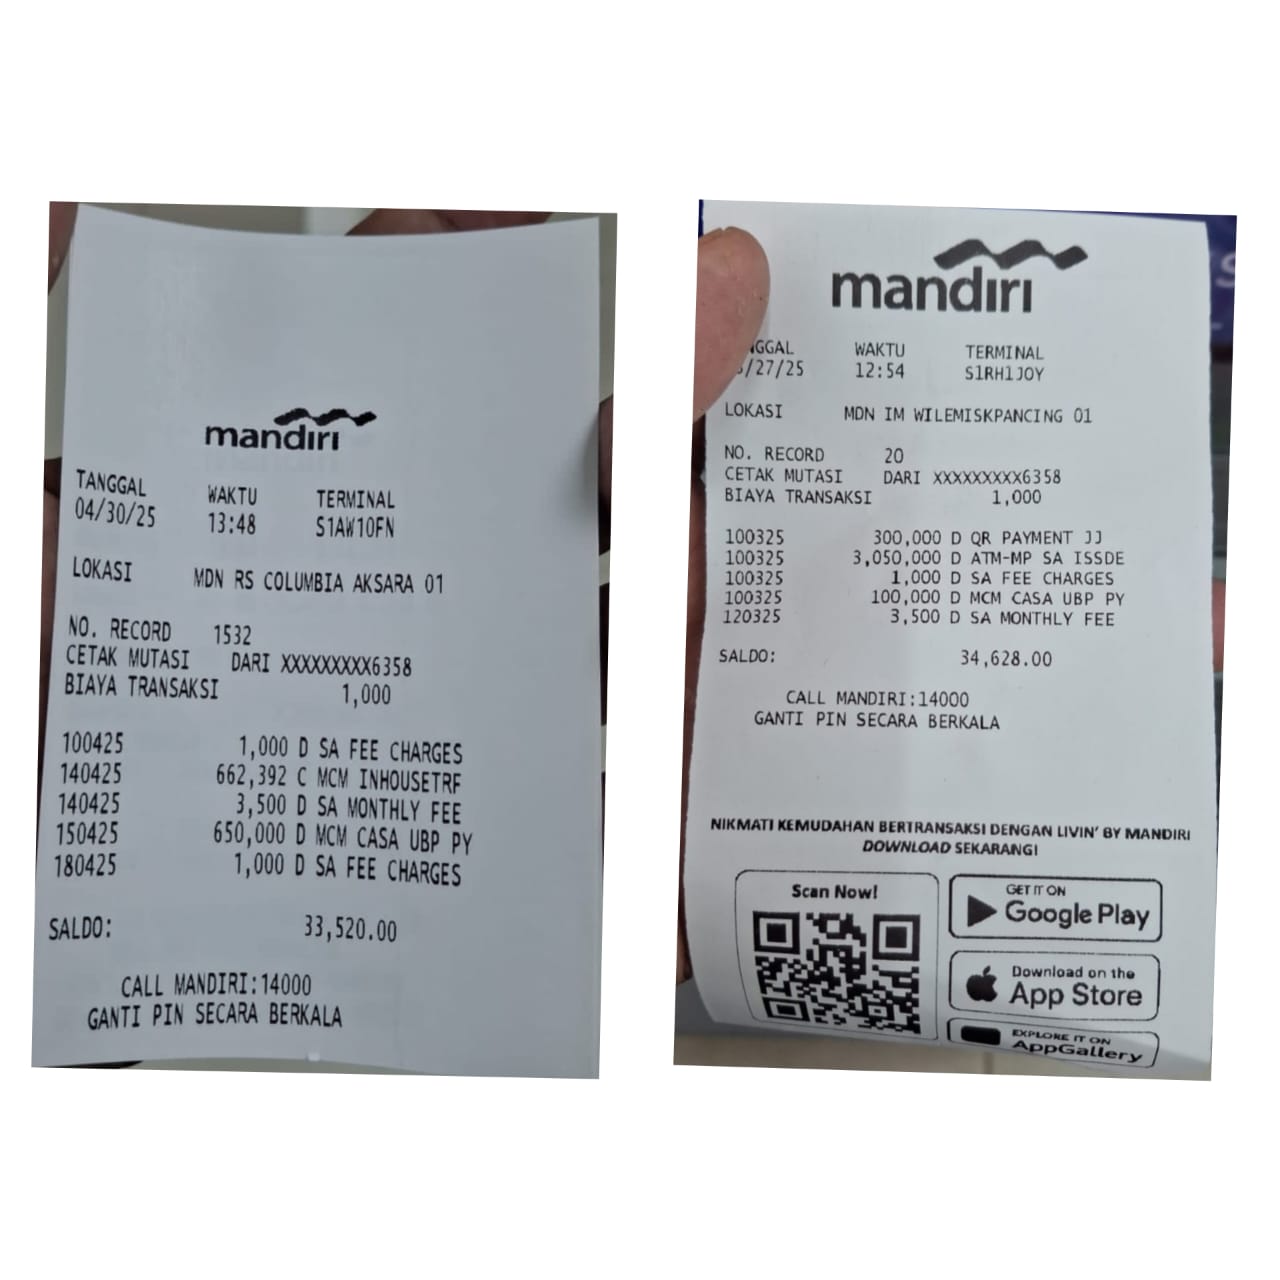 mandiri
TANGGAL WAKTU TERMINAL
04/30/25 13:48 S1AW10FN
LOKASI MDN RS COLUMBIA AKSARA 01
NO. RECORD 1532
CETAK MUTASI DARI XXXXXXXXX6358
BIAYA TRANSAKSI 1,000
100425 1,000 D SA FEE CHARGES
140425 662,392 C MCM INHOUSETRF
140425 3,500 D SA MONTHLY FEE
150425 650,000 D MCM CASA UBP PY
180425 1,000 D SA FEE CHARGES
SALDO: 33,520.00
CALL MANDIRI:14000
GANTI PIN SECARA BERKALA
mandiri
NGGAL WAKTU TERMINAL
/27/25 12:54 S1RH1JOY
LOKASI MDN IM WILEMISKPANCING 01
NO. RECORD 20
CETAK MUTASI DARI XXXXXXXXX6358
BIAYA TRANSAKSI 1,000
100325 300,000 D QR PAYMENT JJ
100325 3,050,000 D ATM-MP SA ISSDE
100325 1,000 D SA FEE CHARGES
100325 100,000 D MCM CASA UBP PY
120325 3,500 D SA MONTHLY FEE
SALDO: 34,628.00
CALL MANDIRI:14000
GANTI PIN SECARA BERKALA
NIKMATI KEMUDAHAN BERTRANSAKSI DENGAN LIVIN' BY MANDIRI
DOWNLOAD SEKARANG!
Scan Now!
GET IT ON
Google Play
Download on the
App Store
EXPLORE IT ON
AppGallery